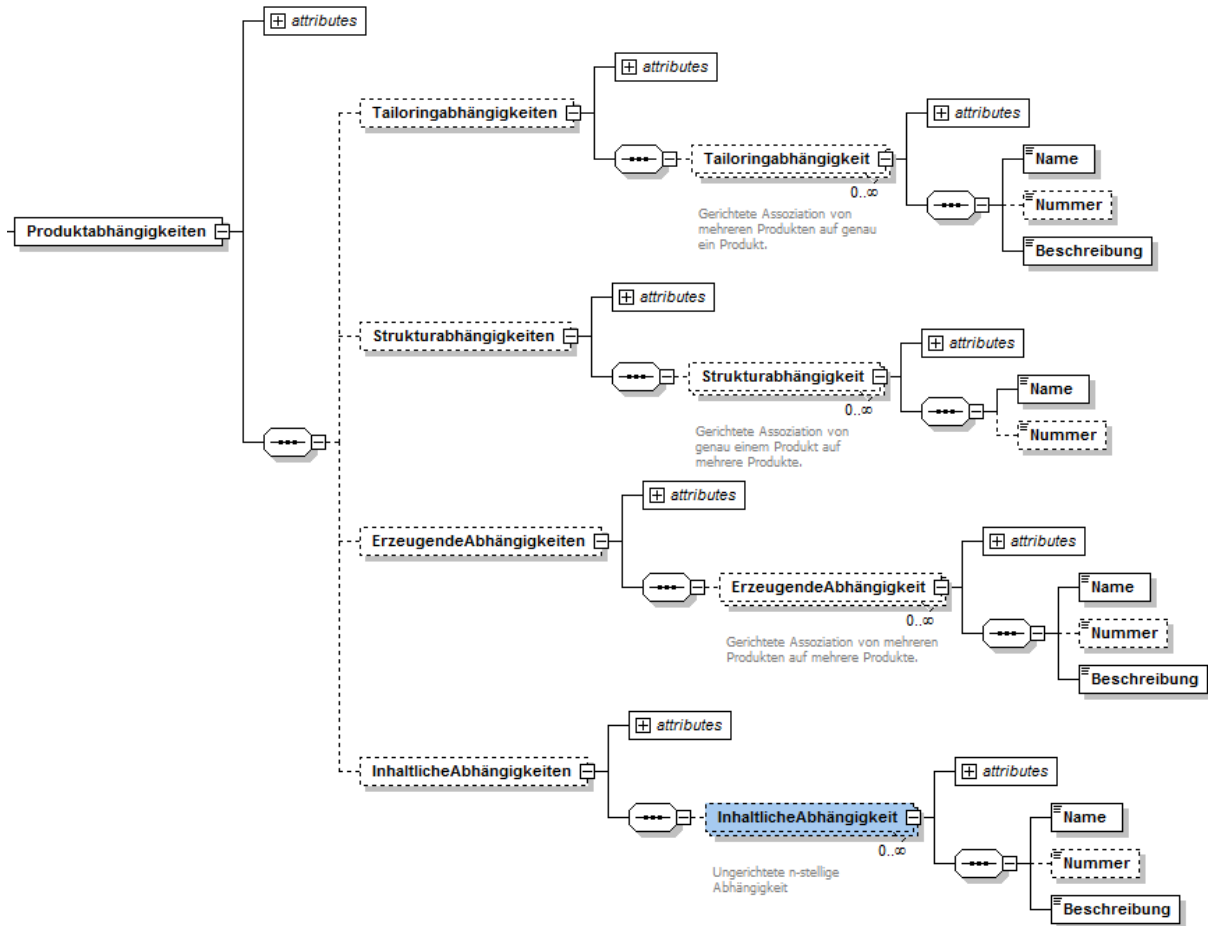 attributes
Produktabhängigkeiten
Tailoringabhängigkeiten
attributes
Tailoringabhängigkeit
0..∞
Gerichtete Assoziation von
mehreren Produkten auf genau
ein Produkt.
attributes
Name
Nummer
Beschreibung
Strukturabhängigkeiten
attributes
Strukturabhängigkeit
0..∞
Gerichtete Assoziation von
genau einem Produkt auf
mehrere Produkte.
attributes
Name
Nummer
ErzeugendeAbhängigkeiten
attributes
ErzeugendeAbhängigkeit
0..∞
Gerichtete Assoziation von mehreren
Produkten auf mehrere Produkte.
attributes
Name
Nummer
Beschreibung
InhaltlicheAbhängigkeiten
attributes
InhaltlicheAbhängigkeit
0..∞
Ungerichtete n-stellige
Abhängigkeit
attributes
Name
Nummer
Beschreibung